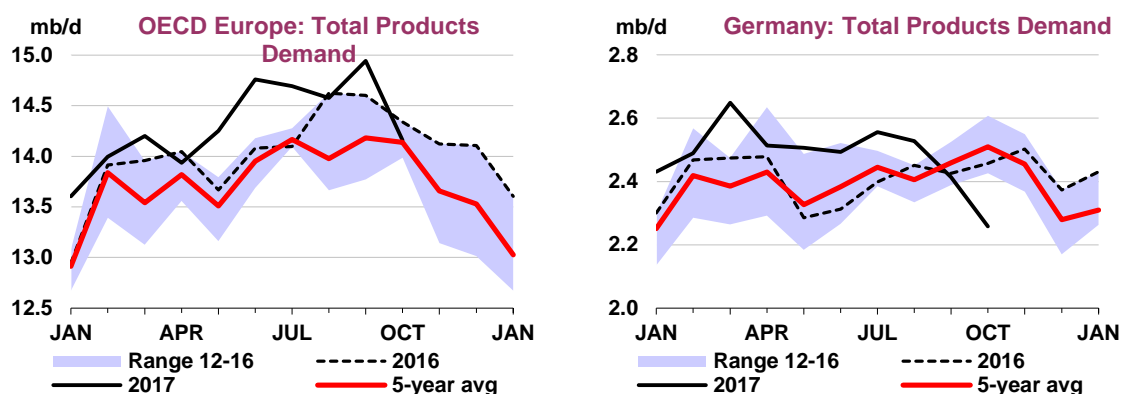 mb/d
OECD Europe: Total Products
Demand
15.0
14.5
14.0
13.5
13.0
12.5
JAN APR JUL OCT JAN
Range 12-16 2016
2017 5-year avg
mb/d
Germany: Total Products Demand
2.8
2.6
2.4
2.2
2.0
JAN APR JUL OCT JAN
Range 12-16 2016
2017 5-year avg